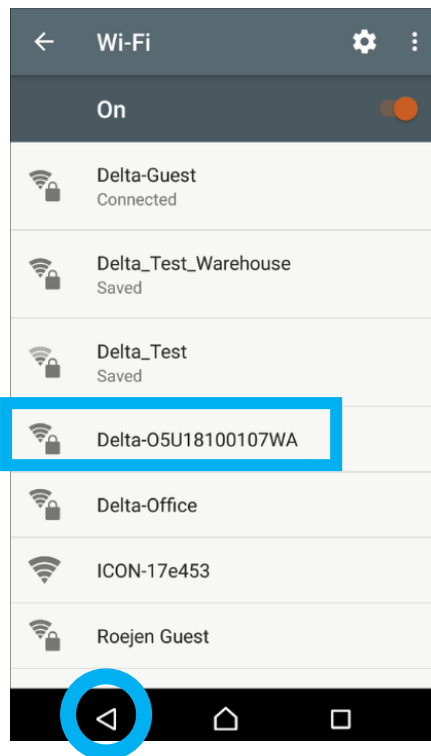 Wi-Fi
On
Delta-Guest
Connected
Delta_Test_Warehouse
Saved
Delta_Test
Saved
Delta-O5U18100107WA
Delta-Office
ICON-17e453
Roejen Guest